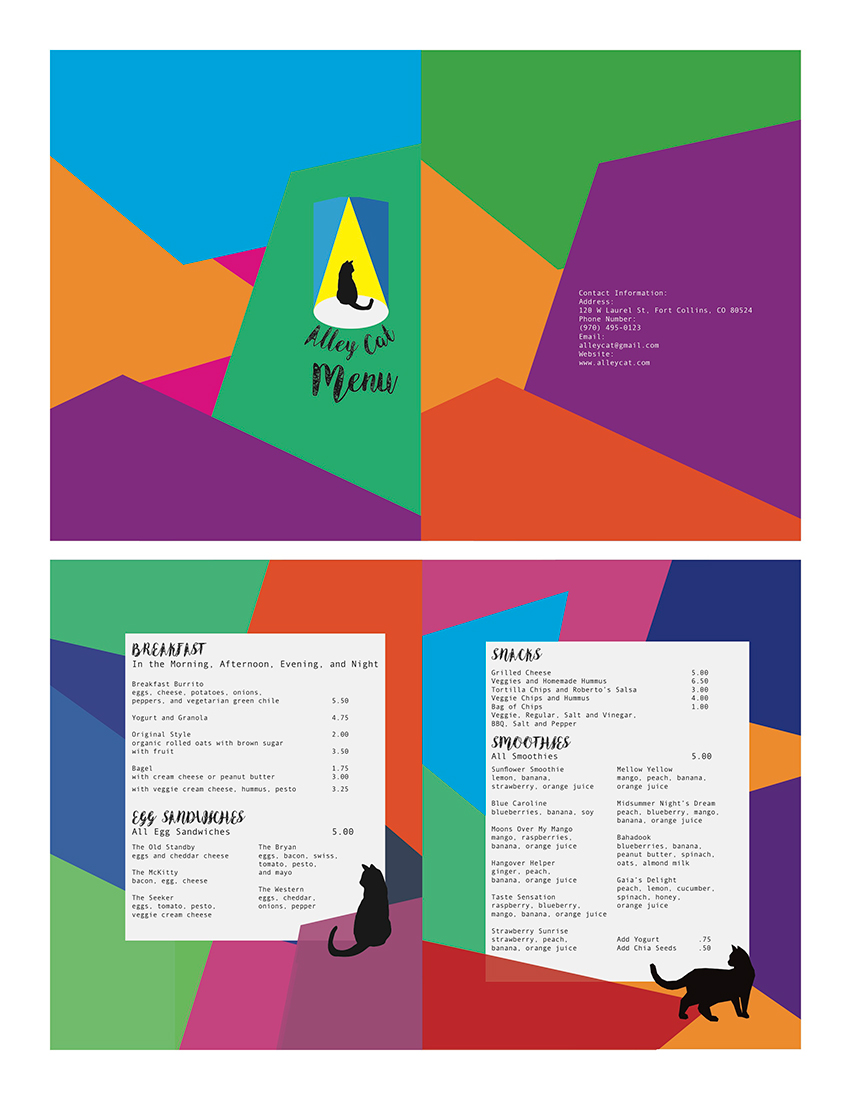 Alley Cat
Menu
Contact Information:
Address:
120 W Laurel St, Fort Collins, CO 80524
Phone Number:
(970) 495-0123
Email:
alleycat@gmail.com
Website:
www.alleycat.com
BREAKFAST
In the Morning, Afternoon, Evening, and Night
Breakfast Burrito
eggs, cheese, potatoes, onions,
peppers, and vegetarian green chile 5.50
Yogurt and Granola 4.75
Original Style 2.00
organic rolled oats with brown sugar
with fruit 3.50
Bagel 1.75
with cream cheese or peanut butter 3.00
with veggie cream cheese, hummus, pesto 3.25
EGG SANDWICHES
All Egg Sandwiches 5.00
The Old Standby
eggs and cheddar cheese
The McKitty
bacon, egg, cheese
The Seeker
eggs, tomato, pesto,
veggie cream cheese
The Bryan
eggs, bacon, swiss,
tomato, pesto,
and mayo
The Western
eggs, cheddar,
onions, pepper
SNACKS
Grilled Cheese 5.00
Veggies and Homemade Hummus 6.50
Tortilla Chips and Roberto's Salsa 3.00
Veggie Chips and Hummus 4.00
Bag of Chips 1.00
Veggie, Regular, Salt and Vinegar,
BBQ, Salt and Pepper
SMOOTHIES
All Smoothies 5.00
Sunflower Smoothie
lemon, banana,
strawberry, orange juice
Blue Caroline
blueberries, banana, soy
Moons Over My Mango
mango, raspberries,
banana, orange juice
Hangover Helper
ginger, peach,
banana, orange juice
Taste Sensation
raspberry, blueberry,
mango, banana, orange juice
Strawberry Sunrise
strawberry, peach,
banana, orange juice
Mellow Yellow
mango, peach, banana,
orange juice
Midsummer Night's Dream
peach, blueberry, mango,
banana, orange juice
Bahadook
blueberries, banana,
peanut butter, spinach,
oats, almond milk
Gaia's Delight
peach, lemon, cucumber,
spinach, honey,
orange juice
Add Yogurt .75
Add Chia Seeds .50